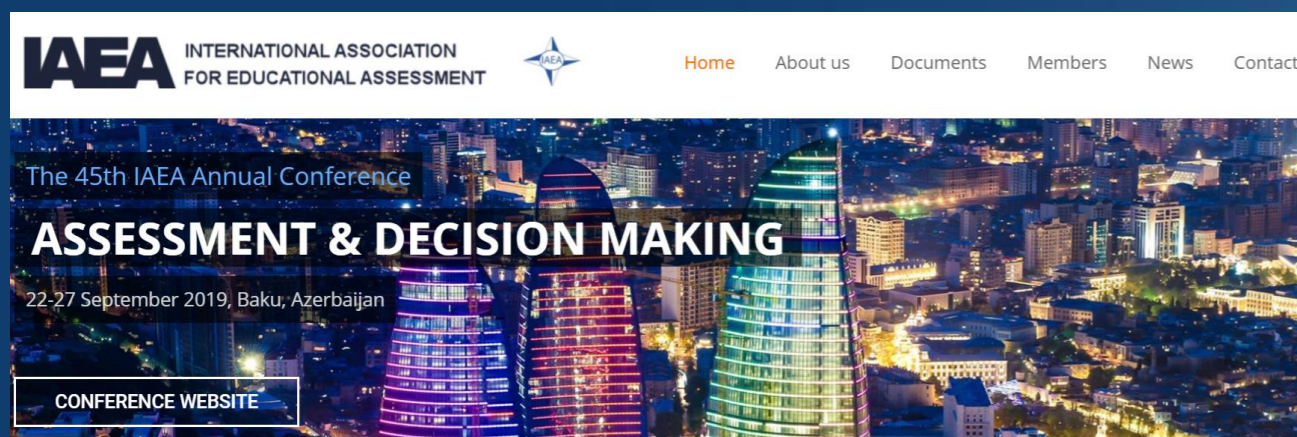 IAEA
INTERNATIONAL ASSOCIATION
FOR EDUCATIONAL ASSESSMENT
IAEA
Home About us Documents Members News Contact
The 45th IAEA Annual Conference
ASSESSMENT & DECISION MAKING
22-27 September 2019, Baku, Azerbaijan
CONFERENCE WEBSITE